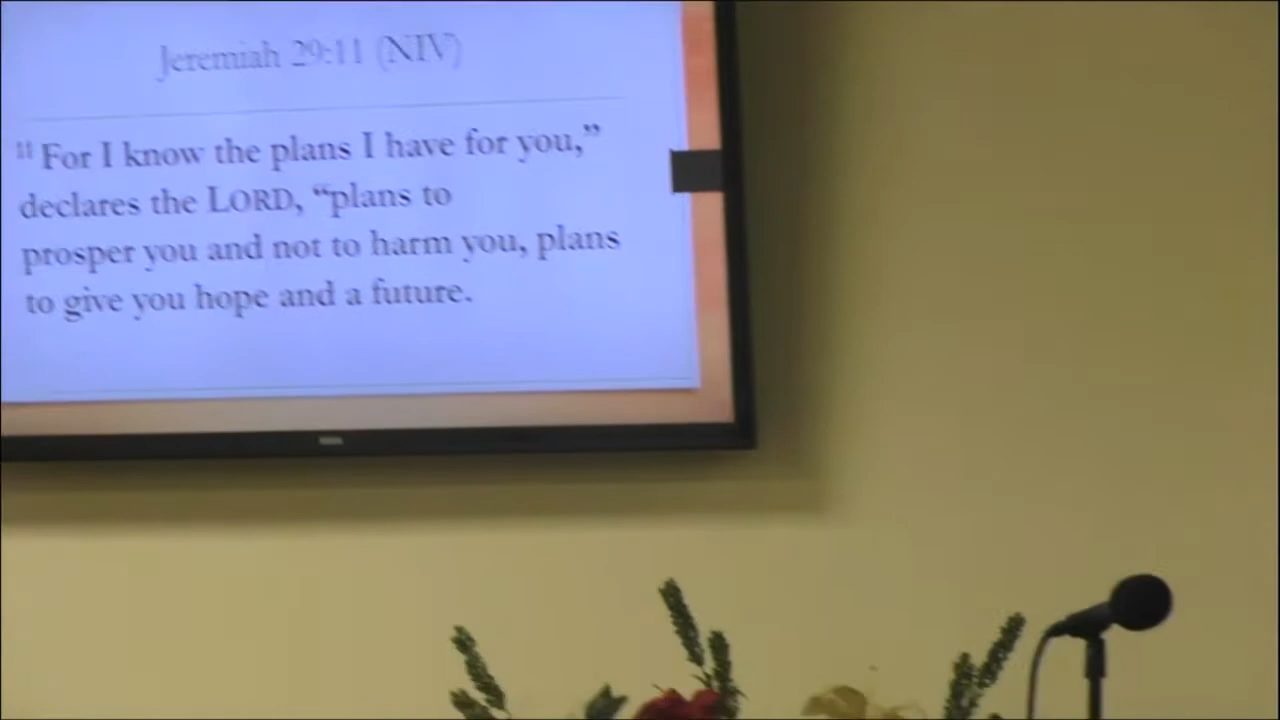 Jeremiah 29:11 (NIV)
11 For I know the plans I have for you,”
declares the LORD, “plans to
prosper you and not to harm you, plans
to give you hope and a future.